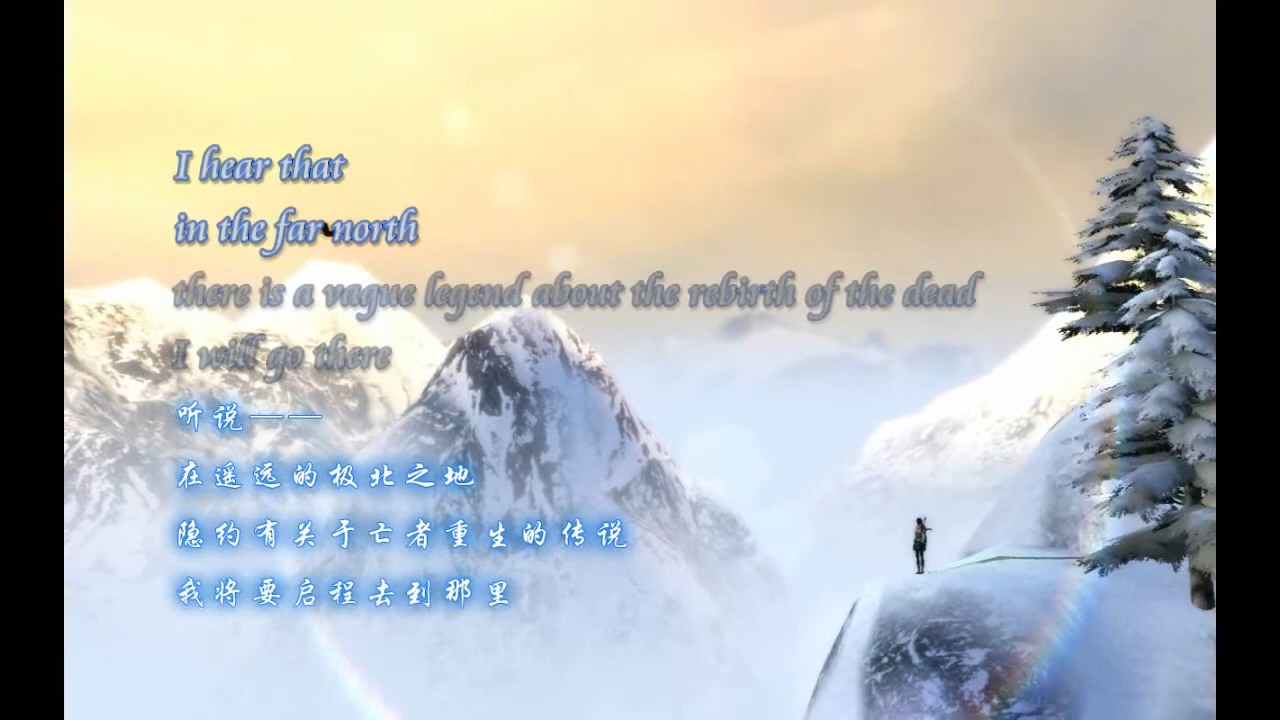 I hear that
in the far north
there is a vague legend about the rebirth of the dead
I will go there
听说——
在遥远的极北之地
隐约有关于亡者重生的传说
我将要启程去到那里